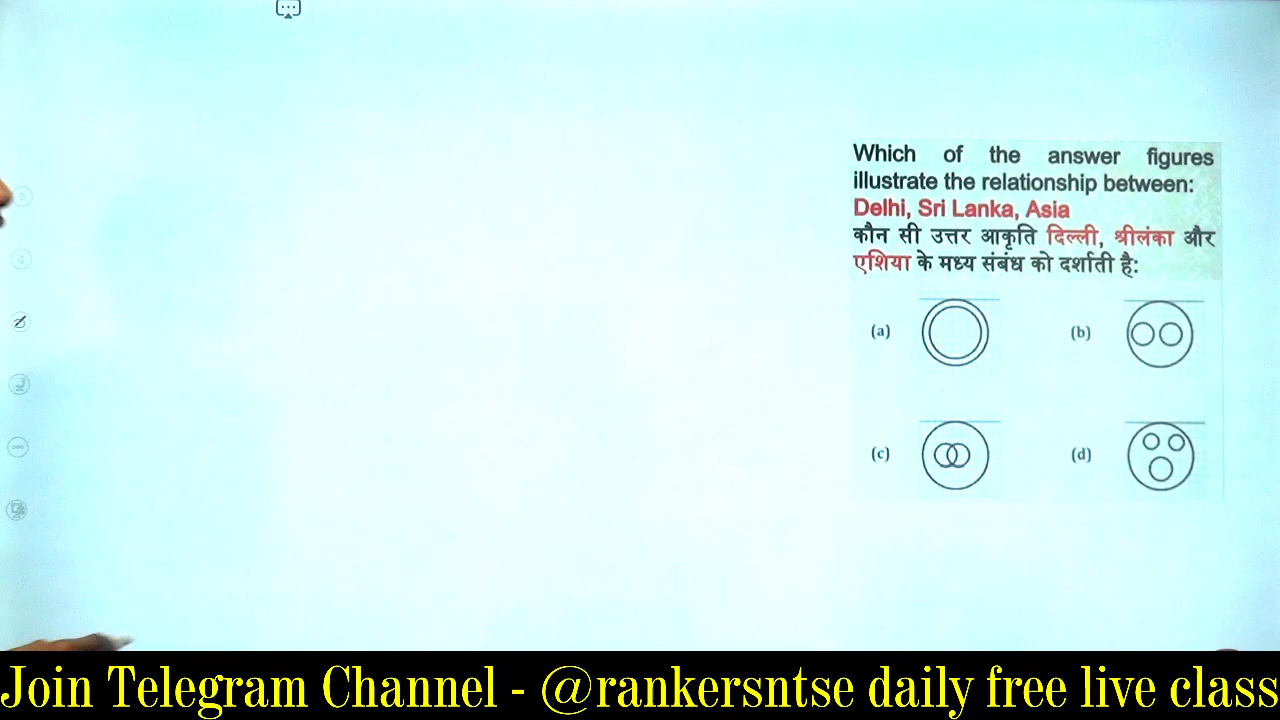 Which of the answer figures
illustrate the relationship between:
Delhi, Sri Lanka, Asia
कौन सी उत्तर आकृति दिल्ली, श्रीलंका और
एशिया के मध्य संबंध को दर्शाती है:
(a) (b)
(c) (d)
Join Telegram Channel - @rankersntse daily free live class